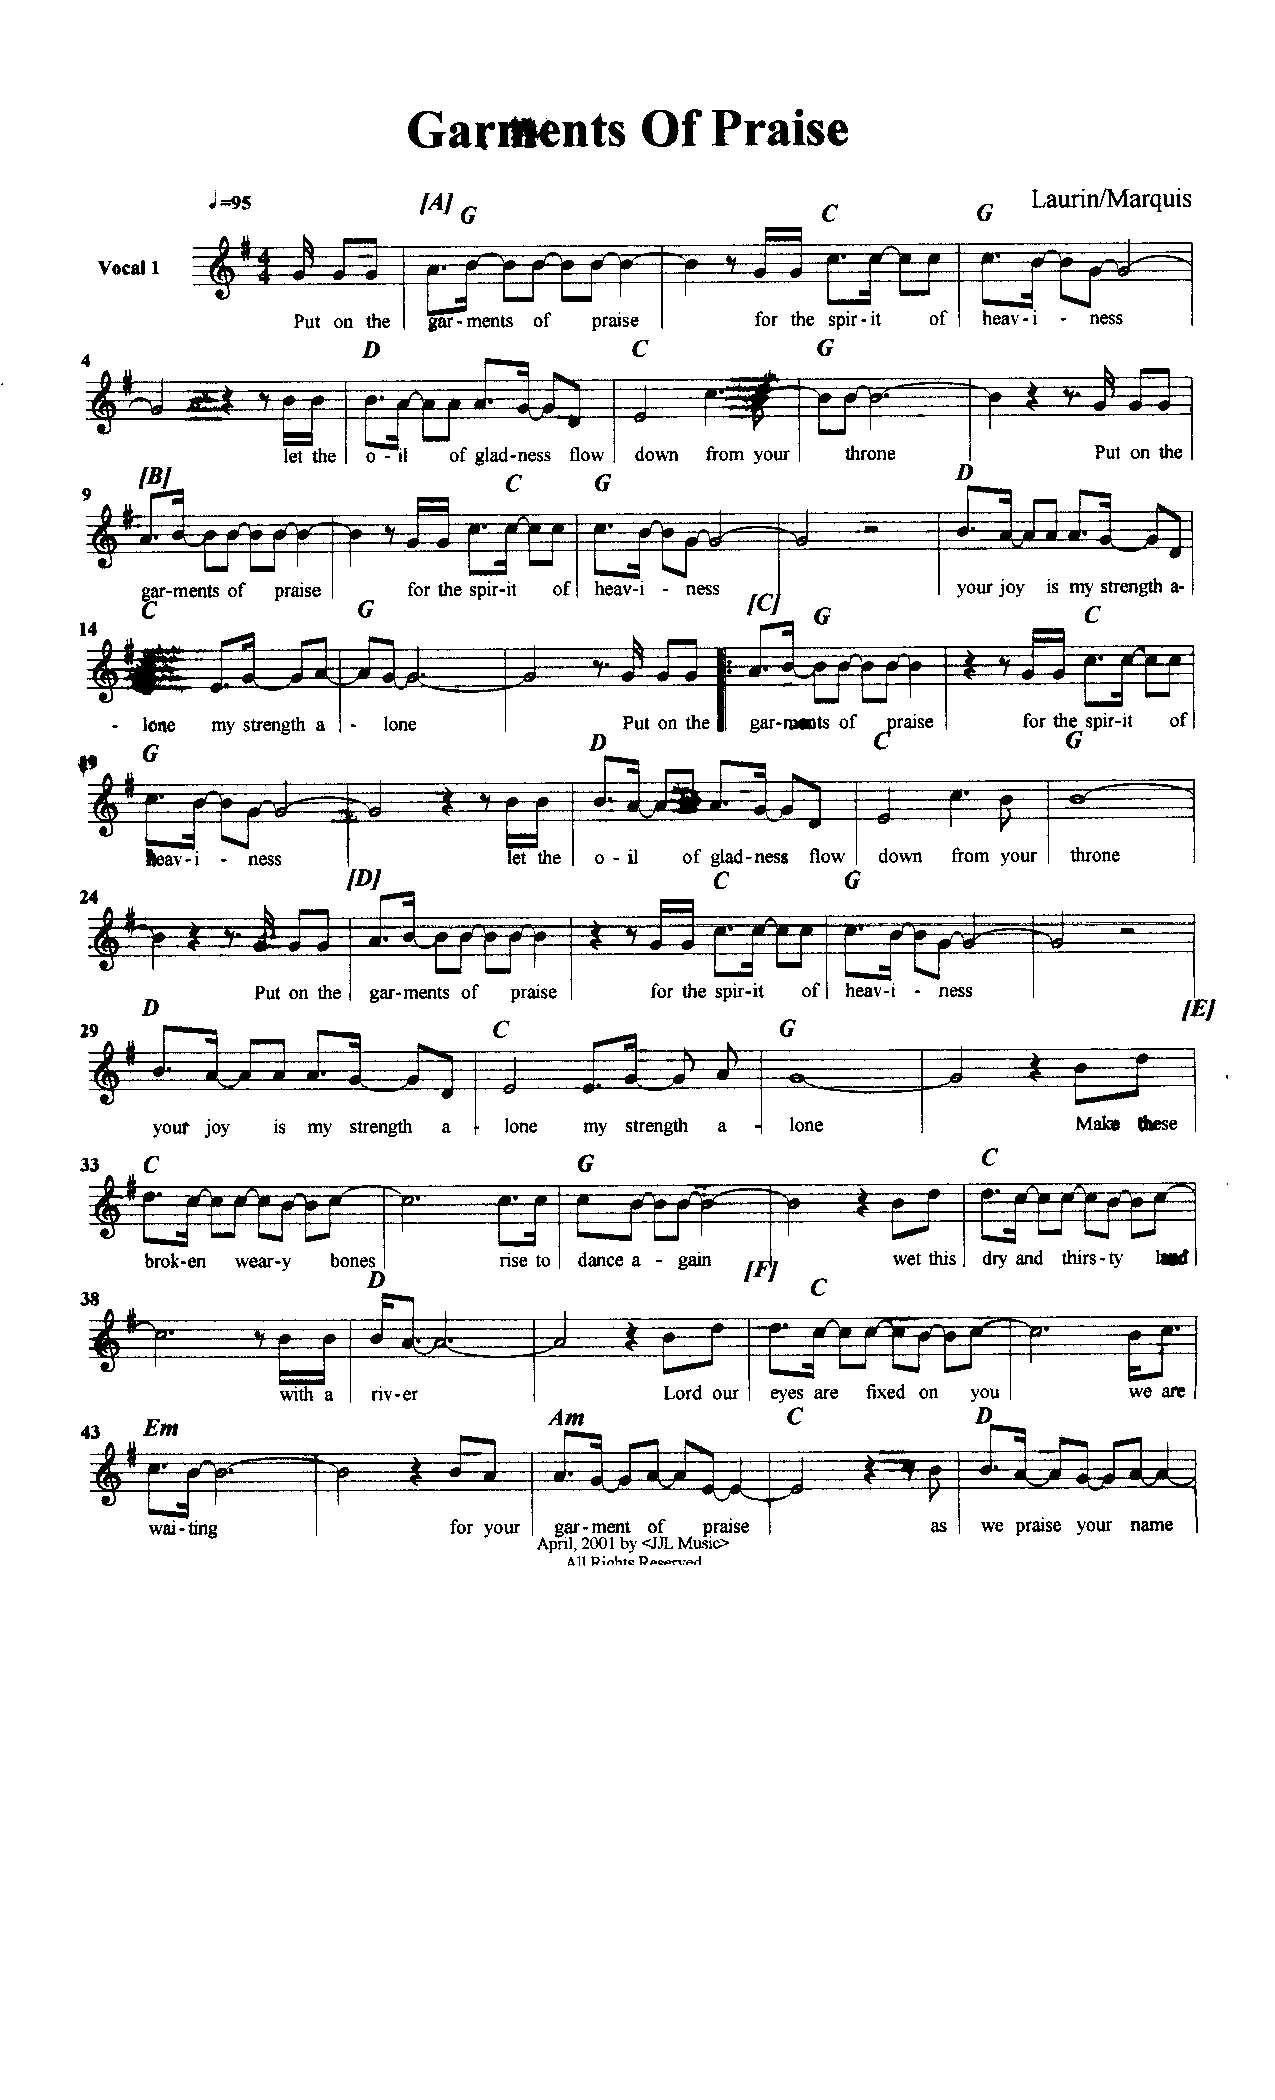 Garments Of Praise
♩=95 [A] G C G Laurin/Marquis
Vocal 1
Put on the gar-ments of praise for the spir-it of heav-i - ness
4 D C G
let the o-il of glad-ness flow down from your throne Put on the
9 [B] C G D
gar-ments of praise for the spir-it of heav-i - ness your joy is my strength a-
14 C G [C] G C
- lone my strength a - lone Put on the gar-ments of praise for the spir-it of
19 G D C G
heav-i - ness let the o - il of glad-ness flow down from your throne
24 [D] C G
Put on the gar-ments of praise for the spir-it of heav-i - ness
29 D C G [E]
your joy is my strength a - lone my strength a - lone Make these
33 C G C
brok-en wear-y bones rise to dance a - gain wet this dry and thirs-ty land
38 D [F] C
with a riv-er Lord our eyes are fixed on you we are
43 Em Am C D
wai-ting for your gar-ment of praise as we praise your name
April, 2001 by <JJL Music>
All Rights Reserved